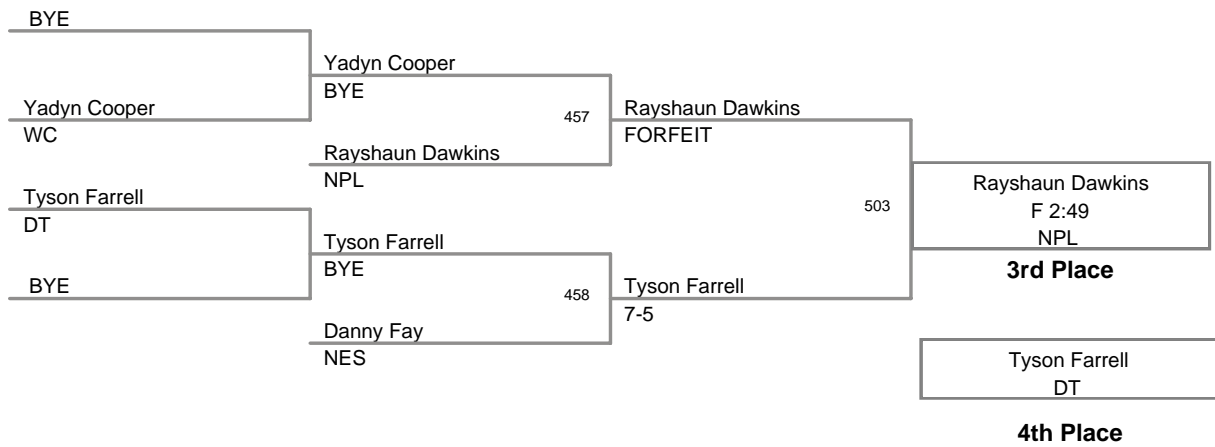 BYE
Yadyn Cooper
BYE
Yadyn Cooper
WC
457
Rayshaun Dawkins
FORFEIT
Rayshaun Dawkins
NPL
Rayshaun Dawkins
F 2:49
NPL
3rd Place
Tyson Farrell
DT
503
Tyson Farrell
BYE
BYE
458
Tyson Farrell
7-5
Danny Fay
NES
Tyson Farrell
DT
4th Place